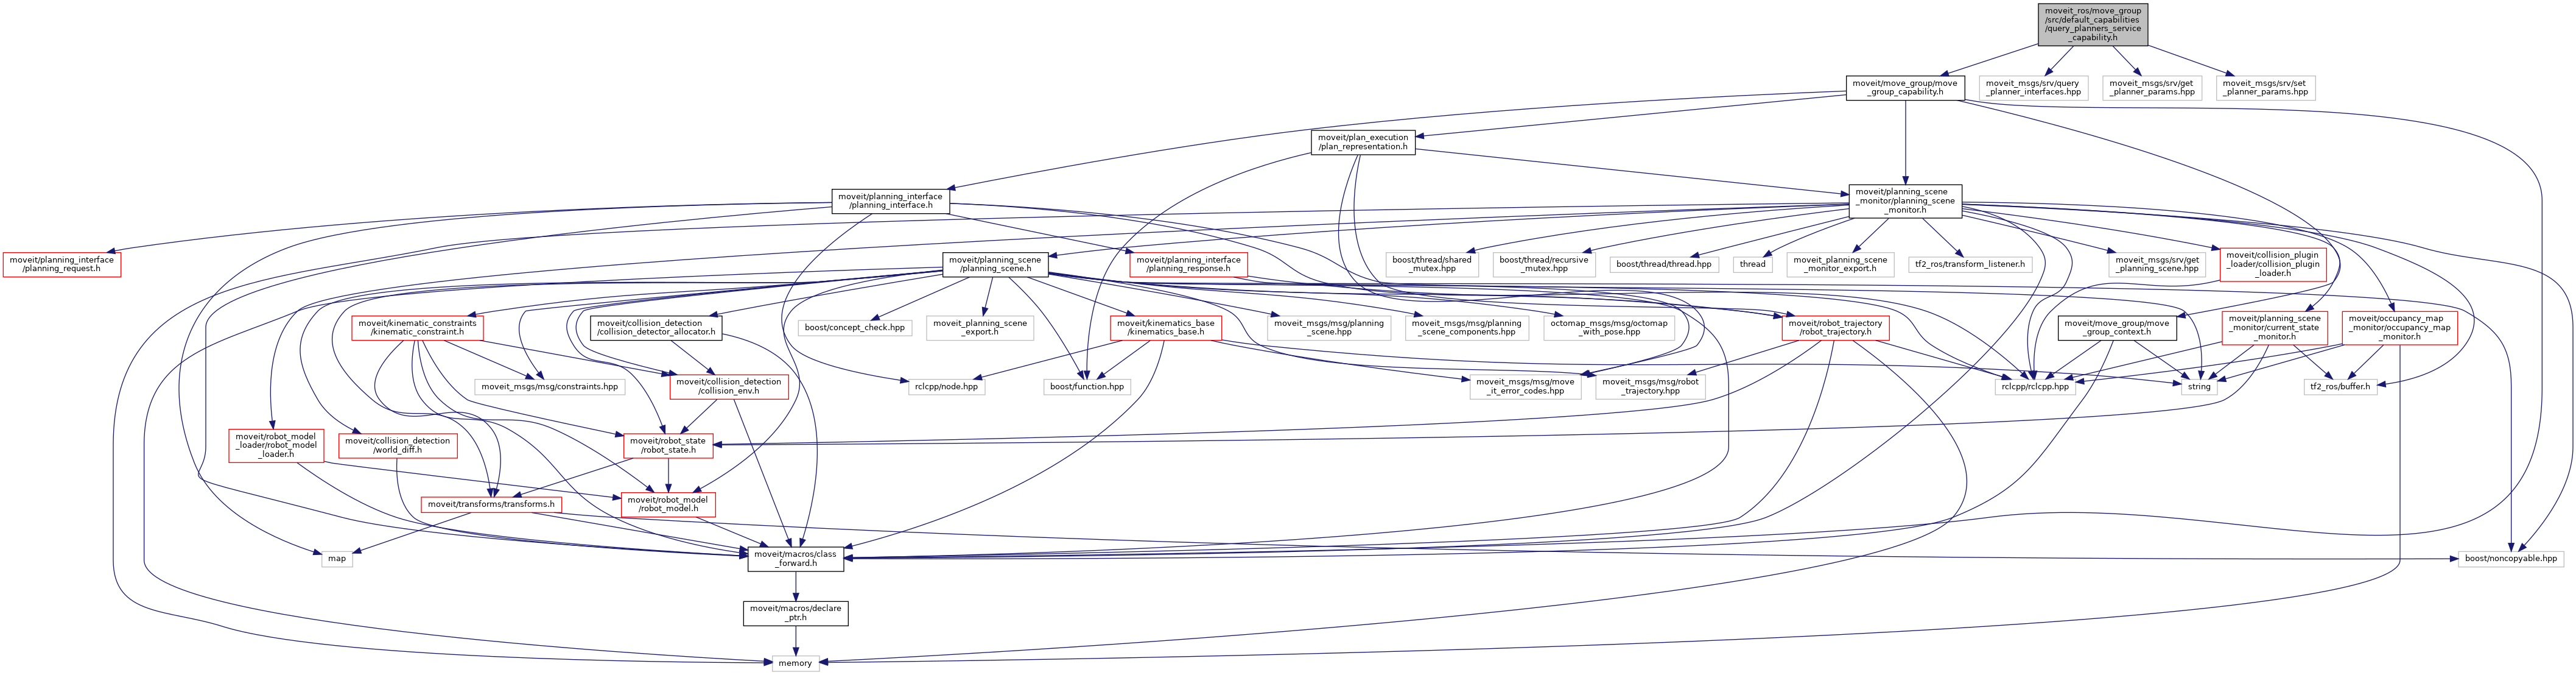 moveit_ros/move_group
/src/default_capabilities
/query_planners_service
_capability.h
moveit/move_group/move
_group_capability.h
moveit_msgs/srv/query
_planner_interfaces.hpp
moveit_msgs/srv/get
_planner_params.hpp
moveit_msgs/srv/set
_planner_params.hpp
moveit/plan_execution
/plan_representation.h
moveit/planning_interface
/planning_interface.h
moveit/planning_scene
_monitor/planning_scene
_monitor.h
moveit/planning_interface
/planning_request.h
moveit/planning_scene
/planning_scene.h
moveit/planning_interface
/planning_response.h
boost/thread/shared
_mutex.hpp
boost/thread/recursive
_mutex.hpp
boost/thread/thread.hpp
thread
moveit_planning_scene
_monitor_export.h
tf2_ros/transform_listener.h
moveit_msgs/srv/get
_planning_scene.hpp
moveit/collision_plugin
_loader/collision_plugin
_loader.h
moveit/kinematic_constraints
/kinematic_constraint.h
moveit/collision_detection
/collision_detector_allocator.h
boost/concept_check.hpp
moveit_planning_scene
_export.h
moveit/kinematics_base
/kinematics_base.h
moveit_msgs/msg/planning
_scene.hpp
moveit_msgs/msg/planning
_scene_components.hpp
octomap_msgs/msg/octomap
_with_pose.hpp
moveit/robot_trajectory
/robot_trajectory.h
moveit/move_group/move
_group_context.h
moveit/planning_scene
_monitor/current_state
_monitor.h
moveit/occupancy_map
_monitor/occupancy_map
_monitor.h
moveit_msgs/msg/constraints.hpp
moveit/collision_detection
/collision_env.h
rclcpp/node.hpp
boost/function.hpp
moveit_msgs/msg/move
_it_error_codes.hpp
moveit_msgs/msg/robot
_trajectory.hpp
rclcpp/rclcpp.hpp
string
tf2_ros/buffer.h
moveit/robot_model
_loader/robot_model
_loader.h
moveit/collision_detection
/world_diff.h
moveit/robot_state
/robot_state.h
moveit/transforms/transforms.h
moveit/robot_model
/robot_model.h
map
moveit/macros/class
_forward.h
boost/noncopyable.hpp
moveit/macros/declare
_ptr.h
memory